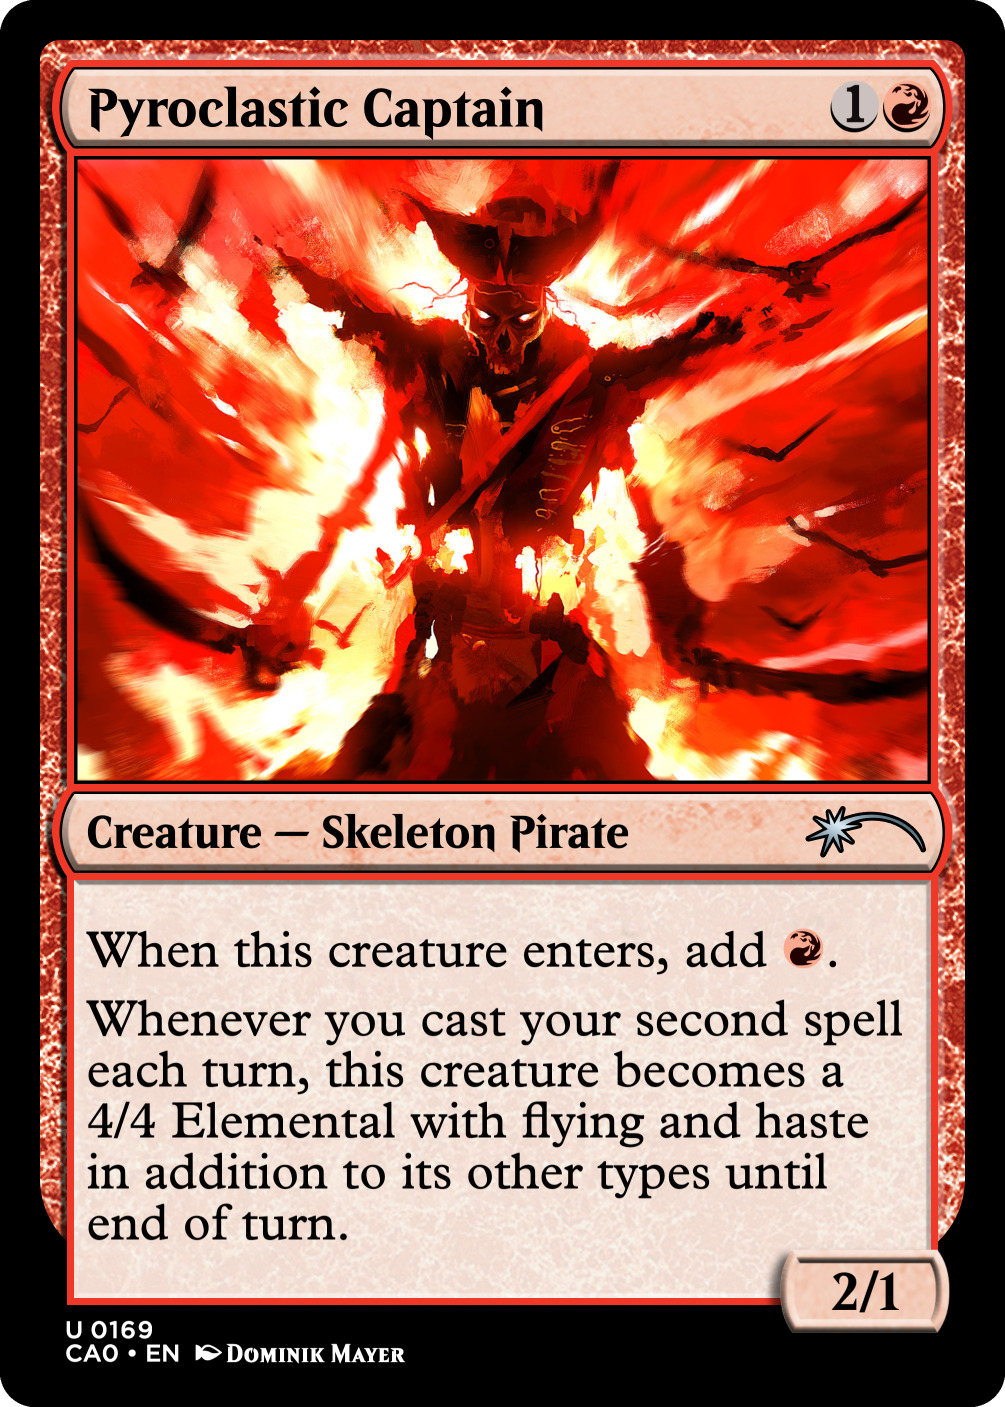 Pyroclastic Captain 1
Creature — Skeleton Pirate
When this creature enters, add .
Whenever you cast your second spell
each turn, this creature becomes a
4/4 Elemental with flying and haste
in addition to its other types until
end of turn.
2/1
U 0169
CAO • EN Dominik Mayer